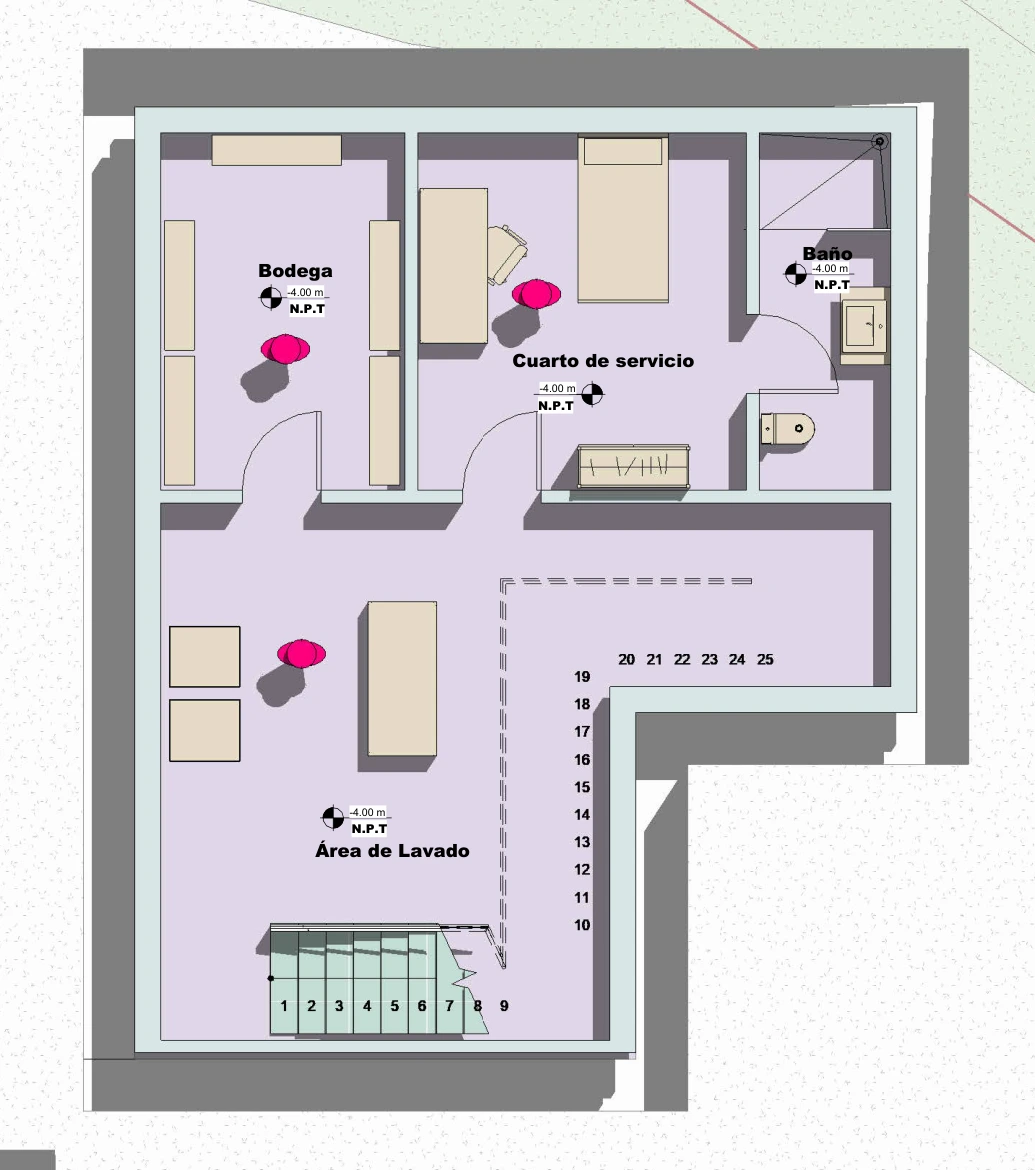 Bodega
-4.00 m
N.P.T
Baño
-4.00 m
N.P.T
Cuarto de servicio
-4.00 m
N.P.T
20 21 22 23 24 25
19
18
17
16
15
14
13
12
11
10
-4.00 m
N.P.T
Área de Lavado
1 2 3 4 5 6 7 8 9